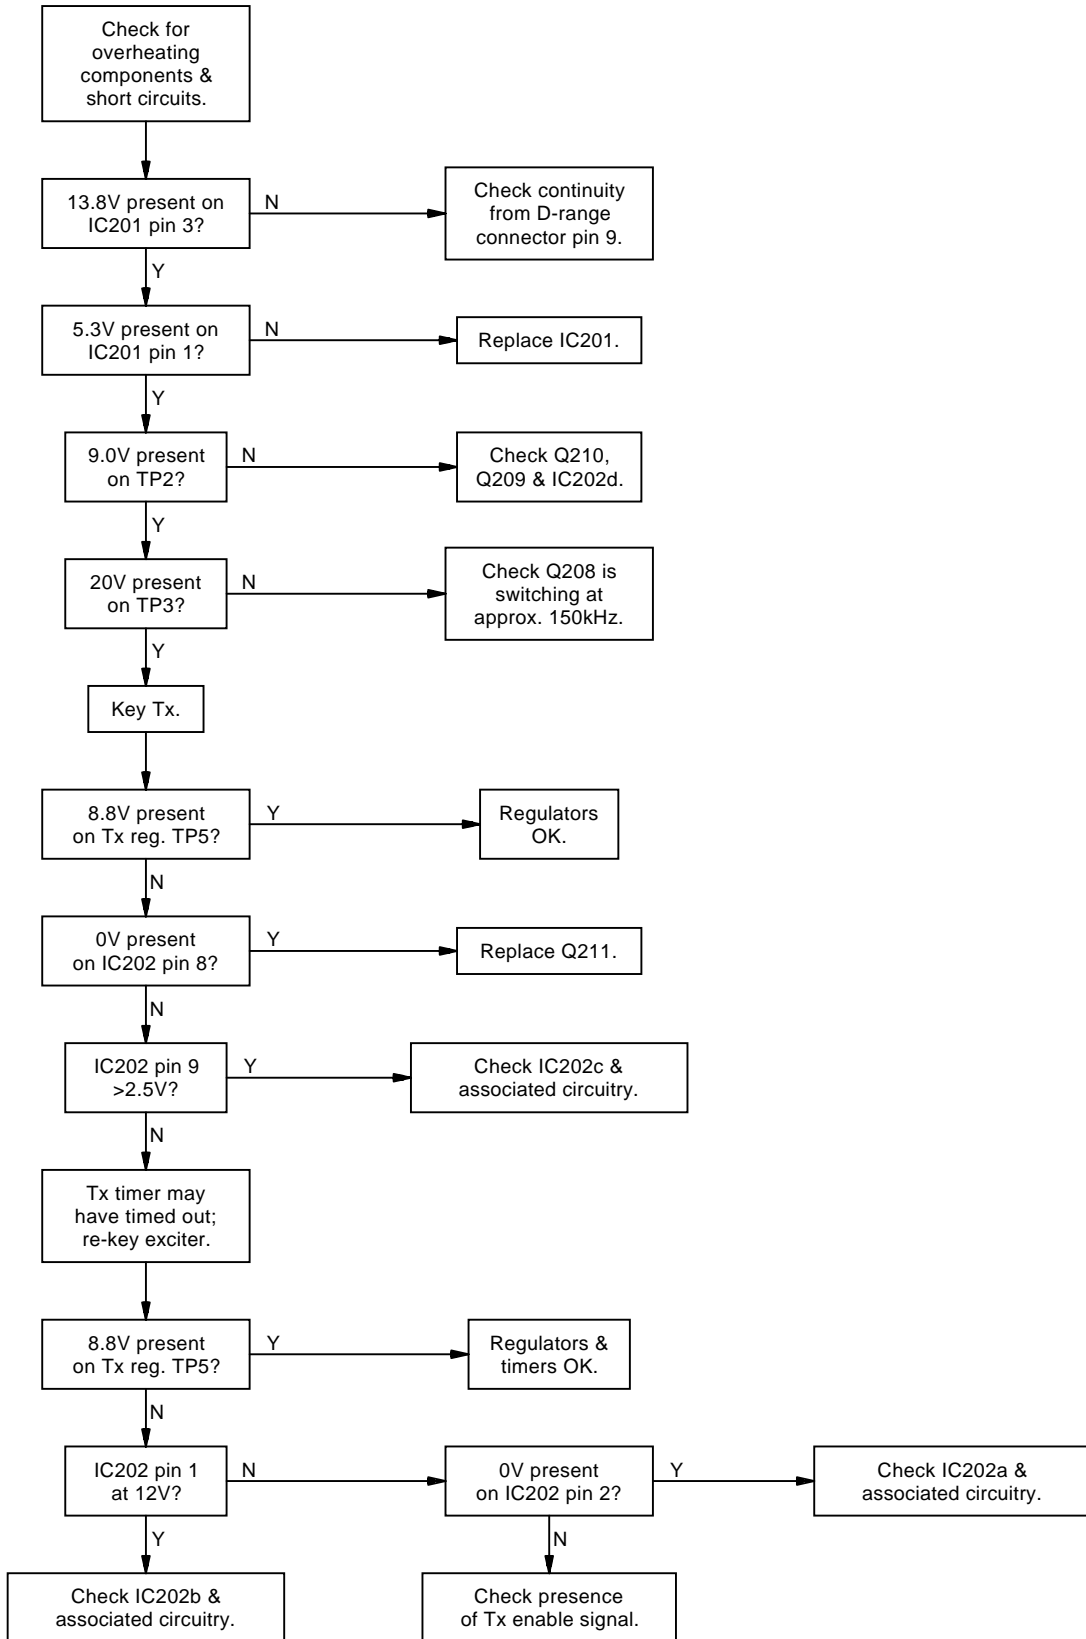 Check for
overheating
components &
short circuits.
13.8V present on
IC201 pin 3?
N
Check continuity
from D-range
connector pin 9.
Y
5.3V present on
IC201 pin 1?
N
Replace IC201.
Y
9.0V present
on TP2?
N
Check Q210,
Q209 & IC202d.
Y
20V present
on TP3?
N
Check Q208 is
switching at
approx. 150kHz.
Y
Key Tx.
8.8V present
on Tx reg. TP5?
Y
Regulators
OK.
N
0V present
on IC202 pin 8?
Y
Replace Q211.
N
IC202 pin 9
>2.5V?
Y
Check IC202c &
associated circuitry.
N
Tx timer may
have timed out;
re-key exciter.
8.8V present
on Tx reg. TP5?
Y
Regulators &
timers OK.
N
IC202 pin 1
at 12V?
N
0V present
on IC202 pin 2?
Y
Check IC202a &
associated circuitry.
Y
N
Check IC202b &
associated circuitry.
Check presence
of Tx enable signal.